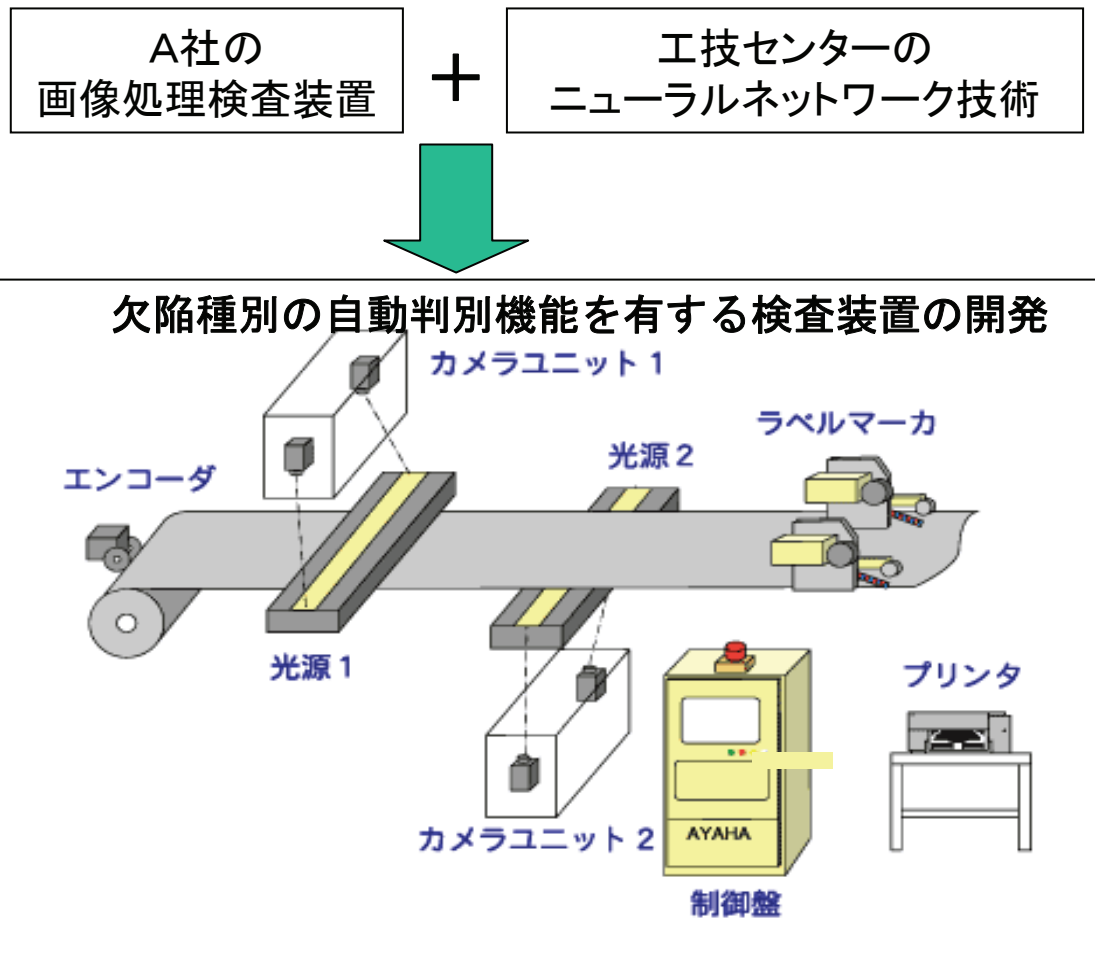 A社の
画像処理検査装置
＋
工技センターの
ニューラルネットワーク技術
欠陥種別の自動判別機能を有する検査装置の開発
カメラユニット1
ラベルマーカ
光源2
エンコーダ
光源1
プリンタ
カメラユニット2
AYAHA
制御盤